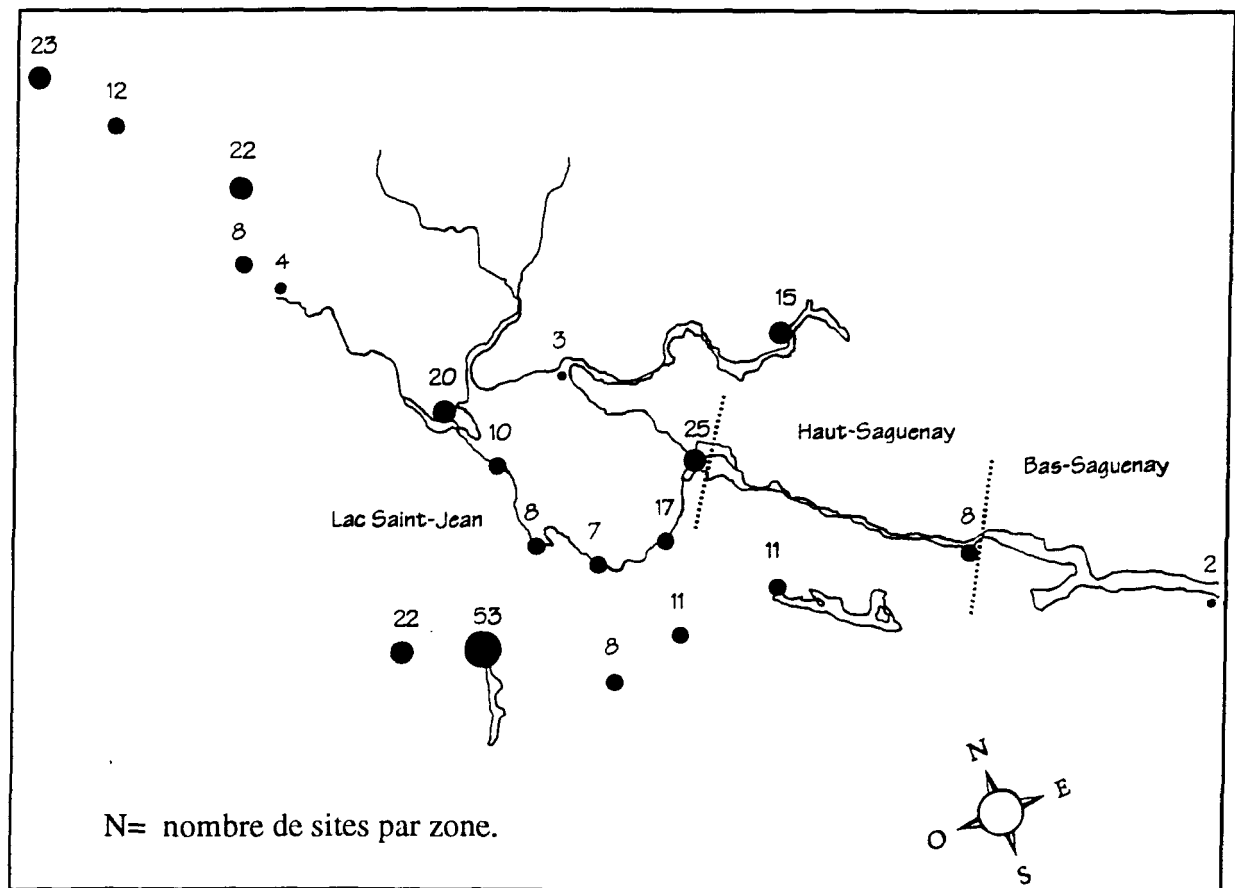 23
12
22
8
4
15
3
20
10
25
Haut-Saguenay
Bas-Saguenay
Lac Saint-Jean
8
7
17
8
11
2
22
53
11
8
N
E
O
S
N= nombre de sites par zone.